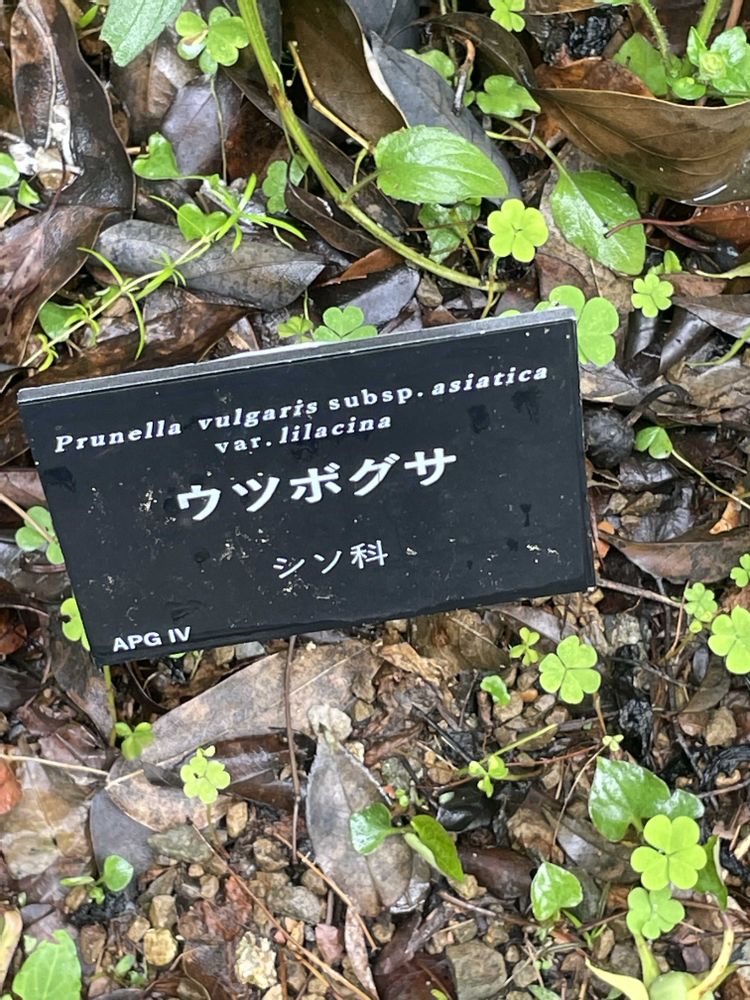 Prunella vulgaris subsp. asiatica
var. lilacina
ウツボグサ
シソ科
APG IV